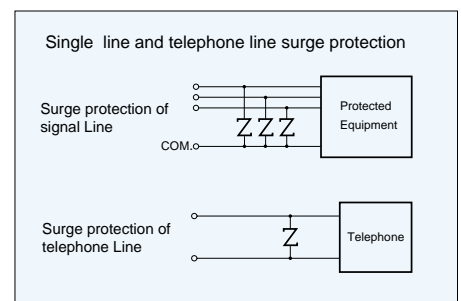 Single line and telephone line surge protection
Surge protection of
signal Line
COM.
Protected
Equipment
Surge protection of
telephone Line
Telephone